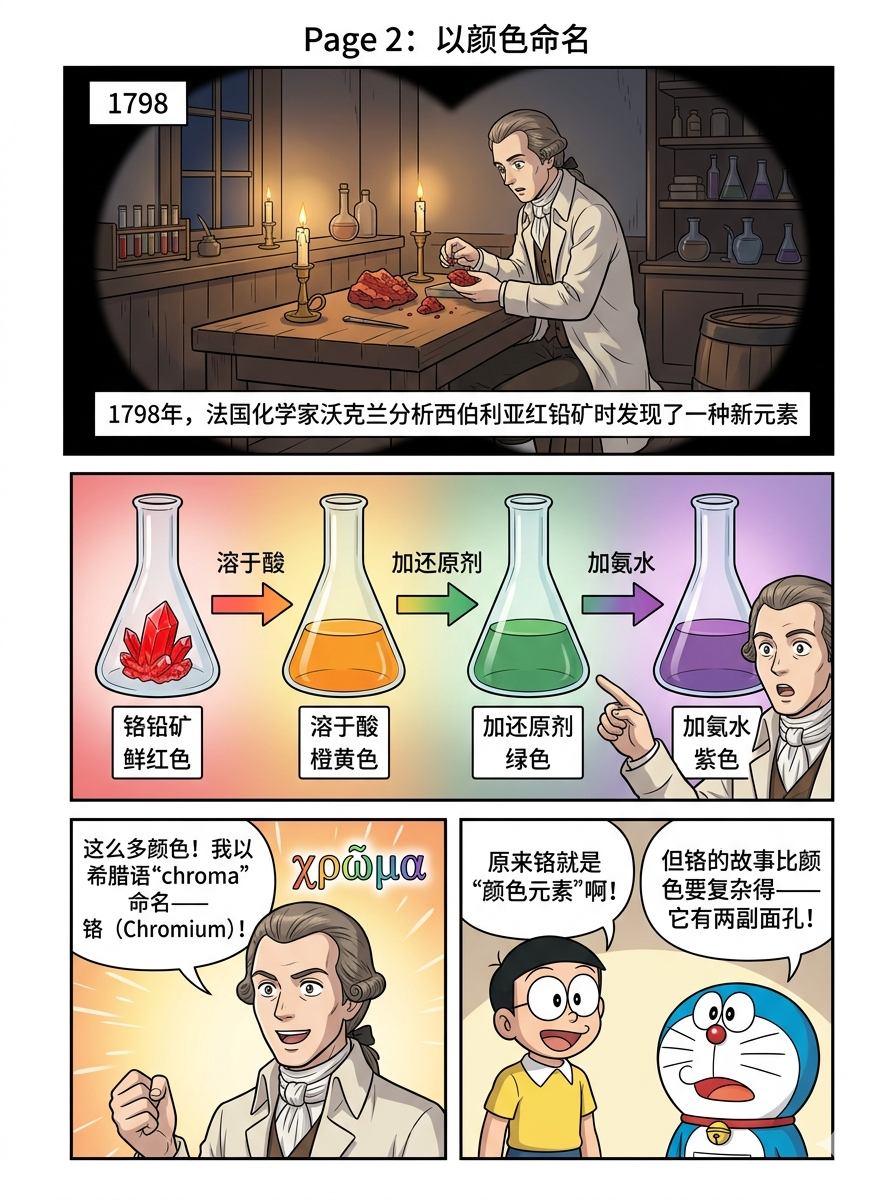 Page 2：以颜色命名
1798
1798年，法国化学家沃克兰分析西伯利亚红铅矿时发现了一种新元素
溶于酸
加还原剂
加氨水
铬铅矿
鲜红色
溶于酸
橙黄色
加还原剂
绿色
加氨水
紫色
这么多颜色！我以
希腊语“chroma”
命名——
铬（Chromium）！
χρῶμα
原来铬就是
“颜色元素”啊！
但铬的故事比颜
色要复杂得——
它有两副面孔！